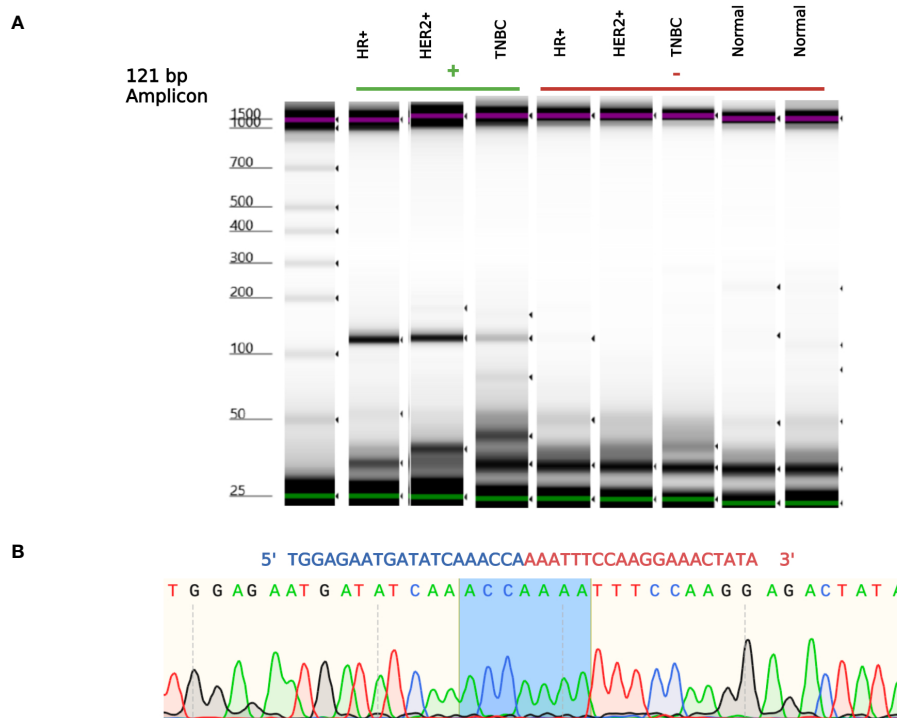 A
HR+ HER2+ TNBC HR+ HER2+ TNBC Normal Normal
+ -
121 bp
Amplicon
1500
1000
700
500
400
300
200
100
50
25
B
5' TGGAGAATGATATCAAACCAAAATTTCCAAGGAAACTATA 3'
T G G A G A A T G A T A T C A A A C C A A A A T T T C C A A G G A G A C T A T A